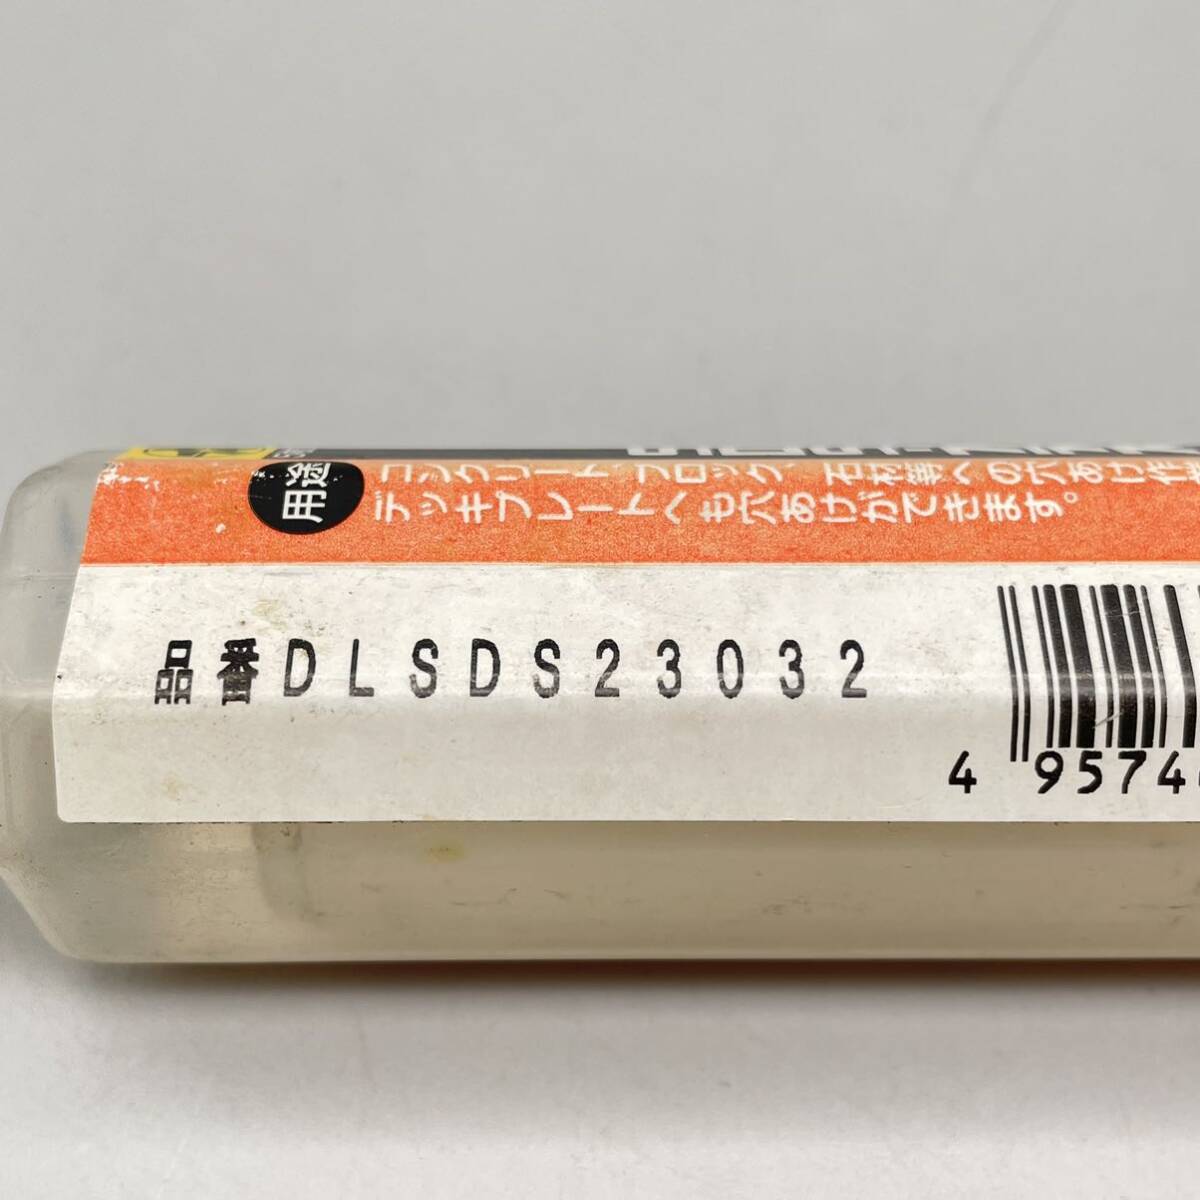 用途
コンクリート、ブロック、石材等への穴あけ作
デッキプレートへも穴あけができます。
品番DLSDS23032
4 95746